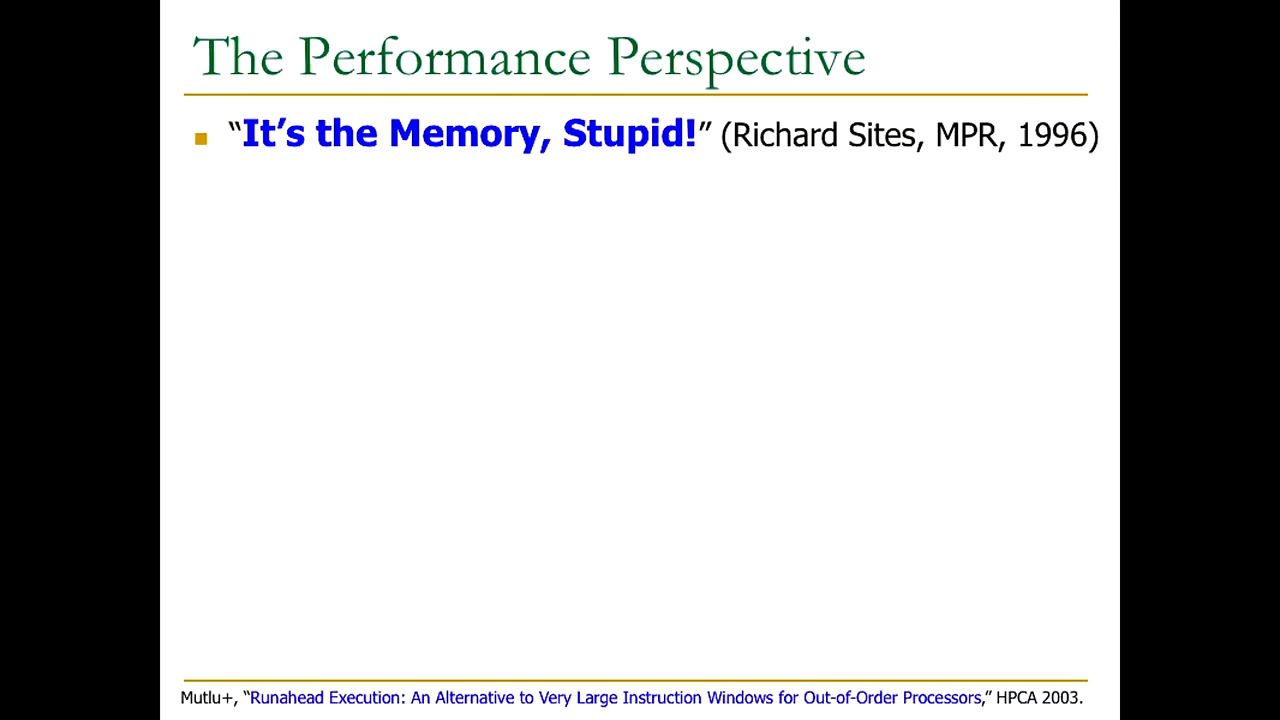 The Performance Perspective
“It’s the Memory, Stupid!” (Richard Sites, MPR, 1996)
Mutlu+, “Runahead Execution: An Alternative to Very Large Instruction Windows for Out-of-Order Processors,” HPCA 2003.